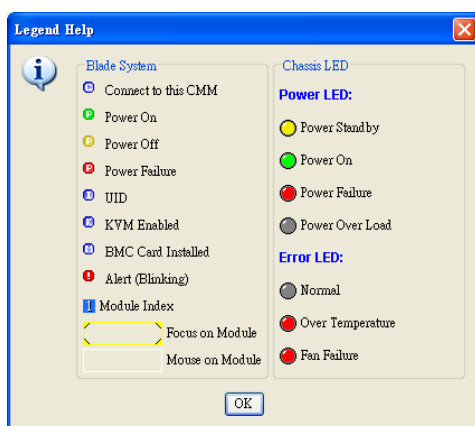 Legend Help
Blade System
Connect to this CMM
P Power On
P Power Off
P Power Failure
UID
KVM Enabled
BMC Card Installed
! Alert (Blinking)
1 Module Index
Focus on Module
Mouse on Module
Chassis LED
Power LED:
Power Standby
Power On
Power Failure
Power Over Load
Error LED:
Normal
Over Temperature
Fan Failure
OK